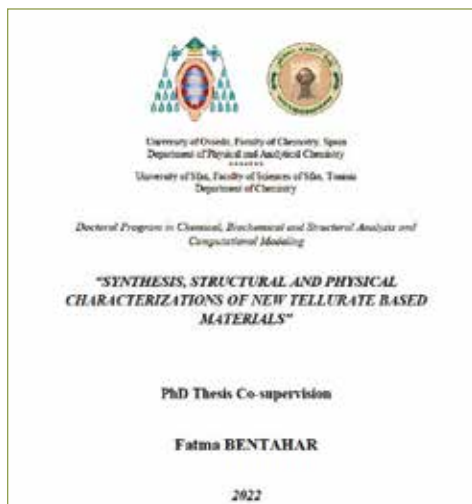 University of Oviedo, Faculty of Chemistry, Spain
Department of Physical and Analytical Chemistry
*******
University of Sfax, Faculty of Sciences of Sfax, Tunisia
Department of Chemistry
Doctoral Program in Chemical, Biochemical and Structural Analysis and
Computational Modeling
"SYNTHESIS, STRUCTURAL AND PHYSICAL
CHARACTERIZATIONS OF NEW TELLURATE BASED
MATERIALS"
PhD Thesis Co-supervision
Fatma BENTAHAR
2022